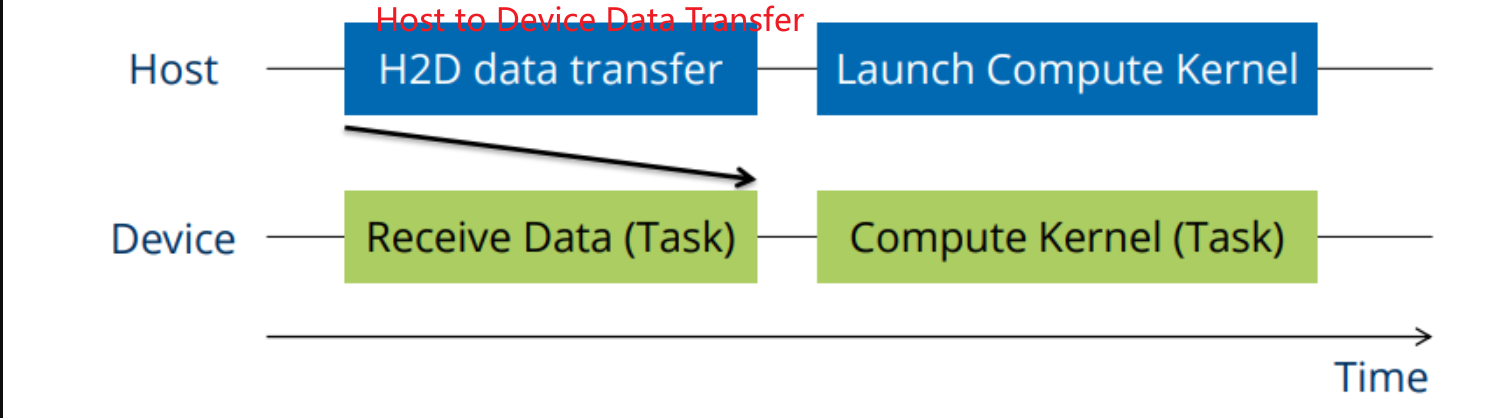 Host to Device Data Transfer
Host
H2D data transfer
Launch Compute Kernel
Device
Receive Data (Task)
Compute Kernel (Task)
Time